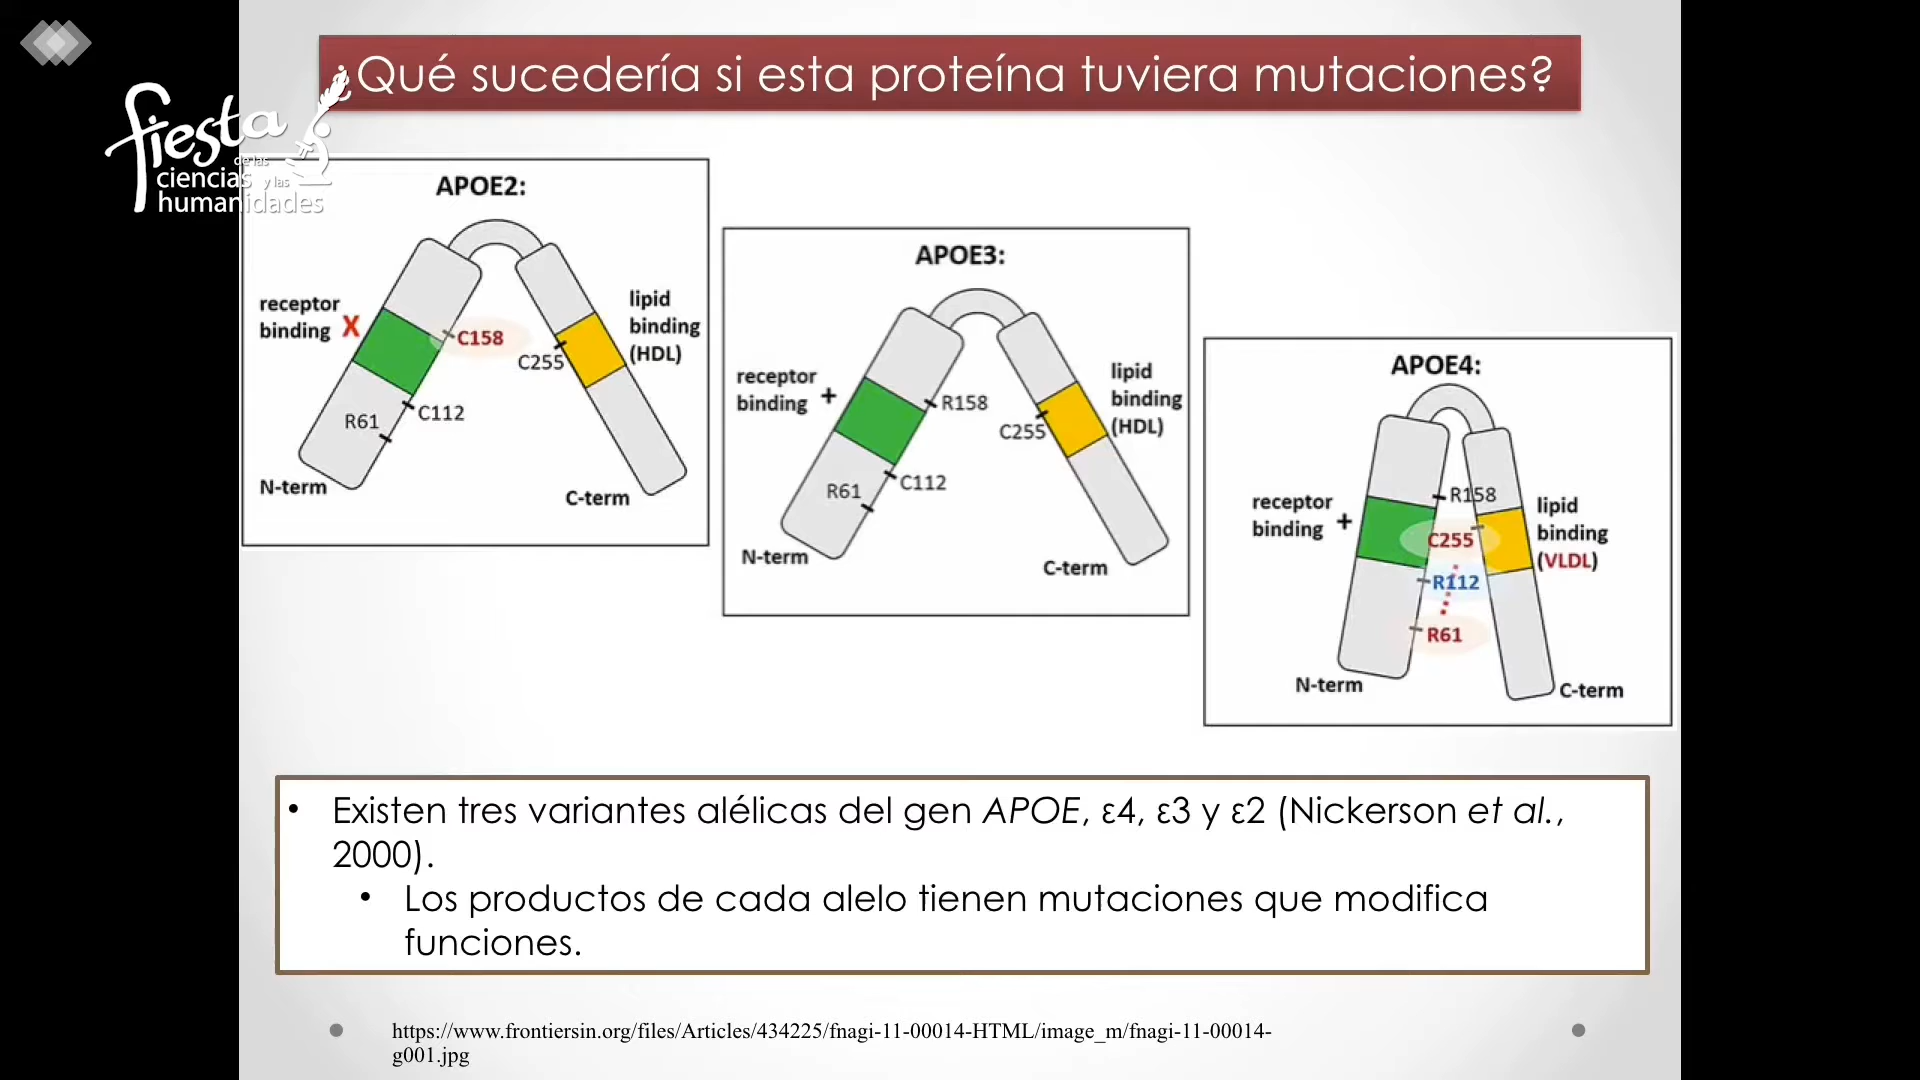 ¿Qué sucedería si esta proteína tuviera mutaciones?
fiesta
de las
ciencias y las
humanidades
APOE2:
receptor
binding X
C158
lipid
binding
(HDL)
C255
R61
C112
N-term
C-term
APOE3:
receptor
binding +
R158
lipid
binding
(HDL)
C255
R61
C112
N-term
C-term
APOE4:
receptor
binding +
R158
lipid
binding
(VLDL)
C255
R112
R61
N-term
C-term
• Existen tres variantes alélicas del gen APOE, ε4, ε3 y ε2 (Nickerson et al.,
2000).
• Los productos de cada alelo tienen mutaciones que modifica
funciones.
https://www.frontiersin.org/files/Articles/434225/fnagi-11-00014-HTML/image_m/fnagi-11-00014-
g001.jpg